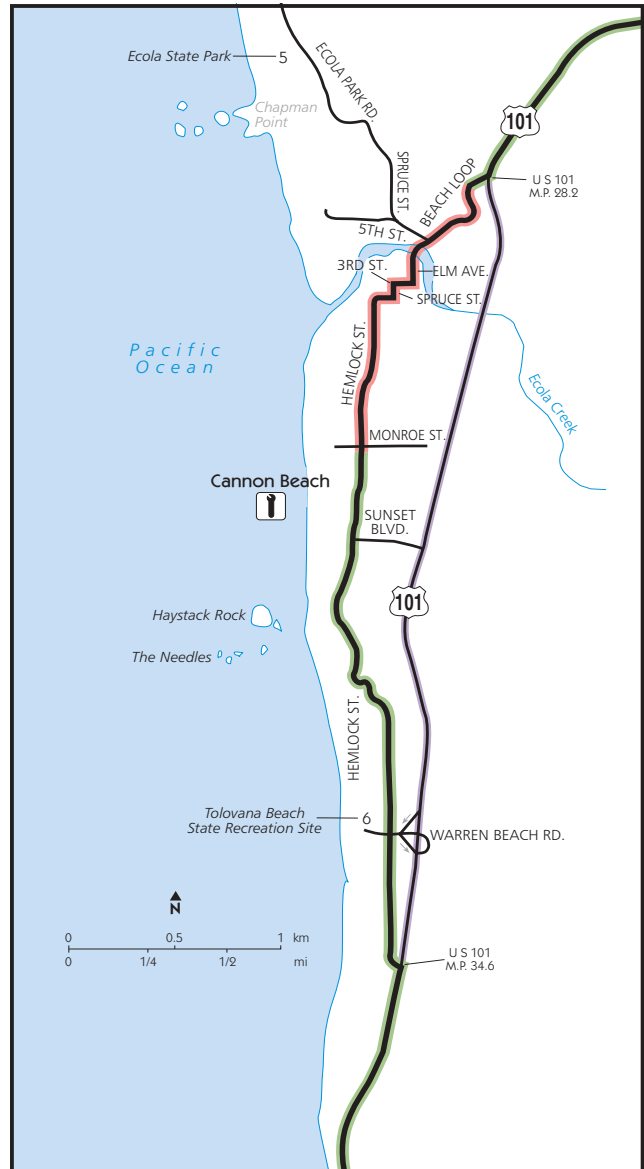 Ecola State Park
5
ECOLA PARK RD.
Chapman
Point
101
SPRUCE ST.
BEACH LOOP
U S 101
M.P. 28.2
5TH ST.
3RD ST.
ELM AVE.
SPRUCE ST.
Pacific
Ocean
HEMLOCK ST.
Ecola Creek
MONROE ST.
Cannon Beach
SUNSET
BLVD.
101
Haystack Rock
The Needles
HEMLOCK ST.
Tolovana Beach
State Recreation Site
6
WARREN BEACH RD.
N
0 0.5 1 km
0 1/4 1/2 mi
U S 101
M.P. 34.6